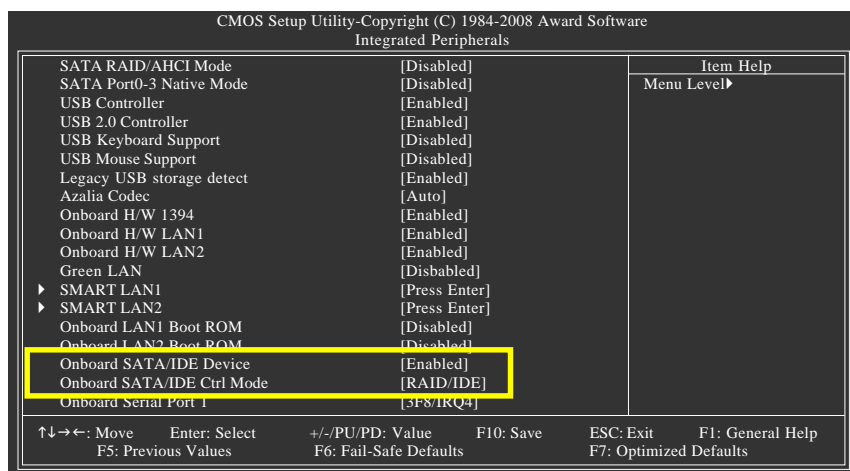 CMOS Setup Utility-Copyright (C) 1984-2008 Award Software
Integrated Peripherals
SATA RAID/AHCI Mode [Disabled] Item Help
SATA Port0-3 Native Mode [Disabled] Menu Level▶
USB Controller [Enabled]
USB 2.0 Controller [Enabled]
USB Keyboard Support [Disabled]
USB Mouse Support [Disabled]
Legacy USB storage detect [Enabled]
Azalia Codec [Auto]
Onboard H/W 1394 [Enabled]
Onboard H/W LAN1 [Enabled]
Onboard H/W LAN2 [Enabled]
Green LAN [Disbabled]
▶ SMART LAN1 [Press Enter]
▶ SMART LAN2 [Press Enter]
Onboard LAN1 Boot ROM [Disabled]
Onboard LAN2 Boot ROM [Disabled]
Onboard SATA/IDE Device [Enabled]
Onboard SATA/IDE Ctrl Mode [RAID/IDE]
Onboard Serial Port 1 [3F8/IRQ4]
↑↓→←: Move Enter: Select +/-/PU/PD: Value F10: Save ESC: Exit F1: General Help
F5: Previous Values F6: Fail-Safe Defaults F7: Optimized Defaults